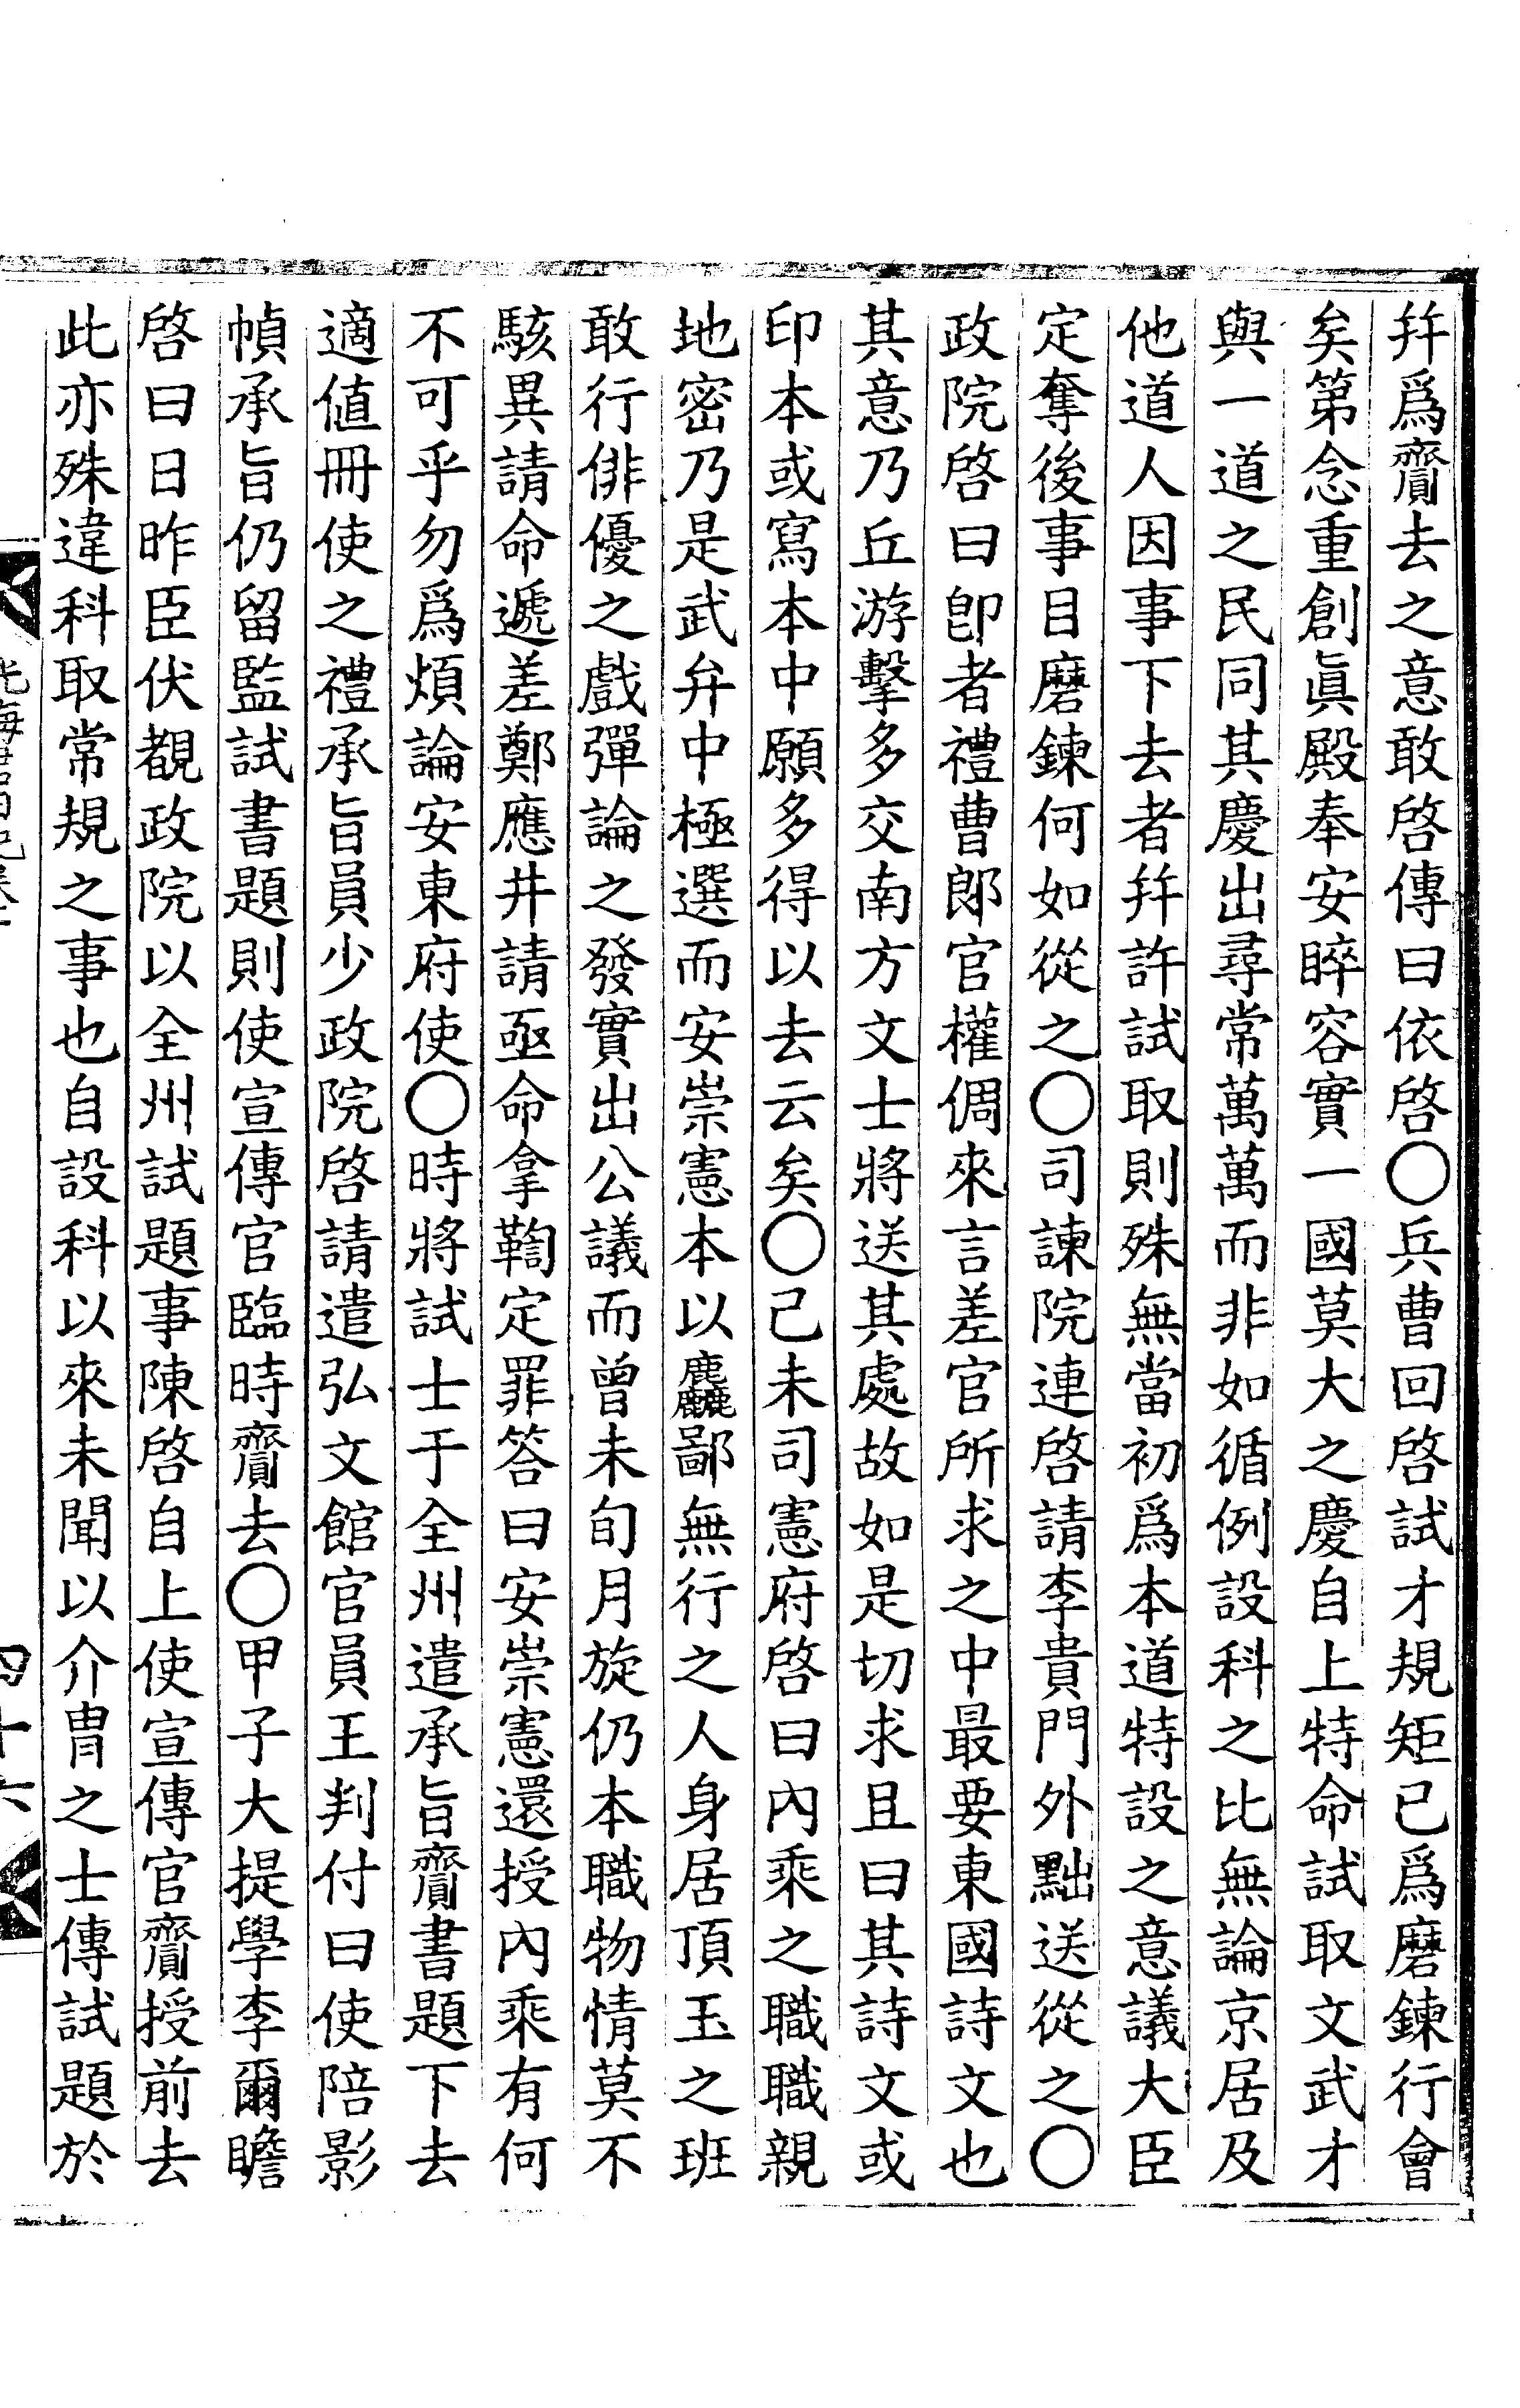 幷爲齎去之意敢啓傳曰依啓○兵曹回啓試才規矩已爲磨鍊行會
矣第念重創眞殿奉安睟容實一國莫大之慶自上特命試取文武才
與一道之民同其慶出尋常萬萬而非如循例設科之比無論京居及
他道人因事下去者幷許試取則殊無當初爲本道特設之意議大臣
定奪後事目磨鍊何如從之○司諫院連啓請李貴門外黜送從之○
政院啓曰卽者禮曹郞官權倜來言差官所求之中最要東國詩文也
其意乃丘游擊多交南方文士將送其處故如是切求且曰其詩文或
印本或寫本中願多得以去云矣○己未司憲府啓曰內乘之職職親
地密乃是武弁中極選而安崇憲本以麤鄙無行之人身居頂玉之班
敢行俳優之戲彈論之發實出公議而曾未旬月旋仍本職物情莫不
駭異請命遞差鄭應井請亟命拿鞫定罪答曰安崇憲還授內乘有何
不可乎勿爲煩論安東府使○時將試士于全州遣承旨齎書題下去
適値冊使之禮承旨員少政院啓請遣弘文館官員王判付曰使陪影
幀承旨仍留監試書題則使宣傳官臨時齎去○甲子大提學李爾瞻
啓曰日昨臣伏覩政院以全州試題事陳啓自上使宣傳官齎授前去
此亦殊違科取常規之事也自設科以來未聞以介冑之士傳試題於
四十六